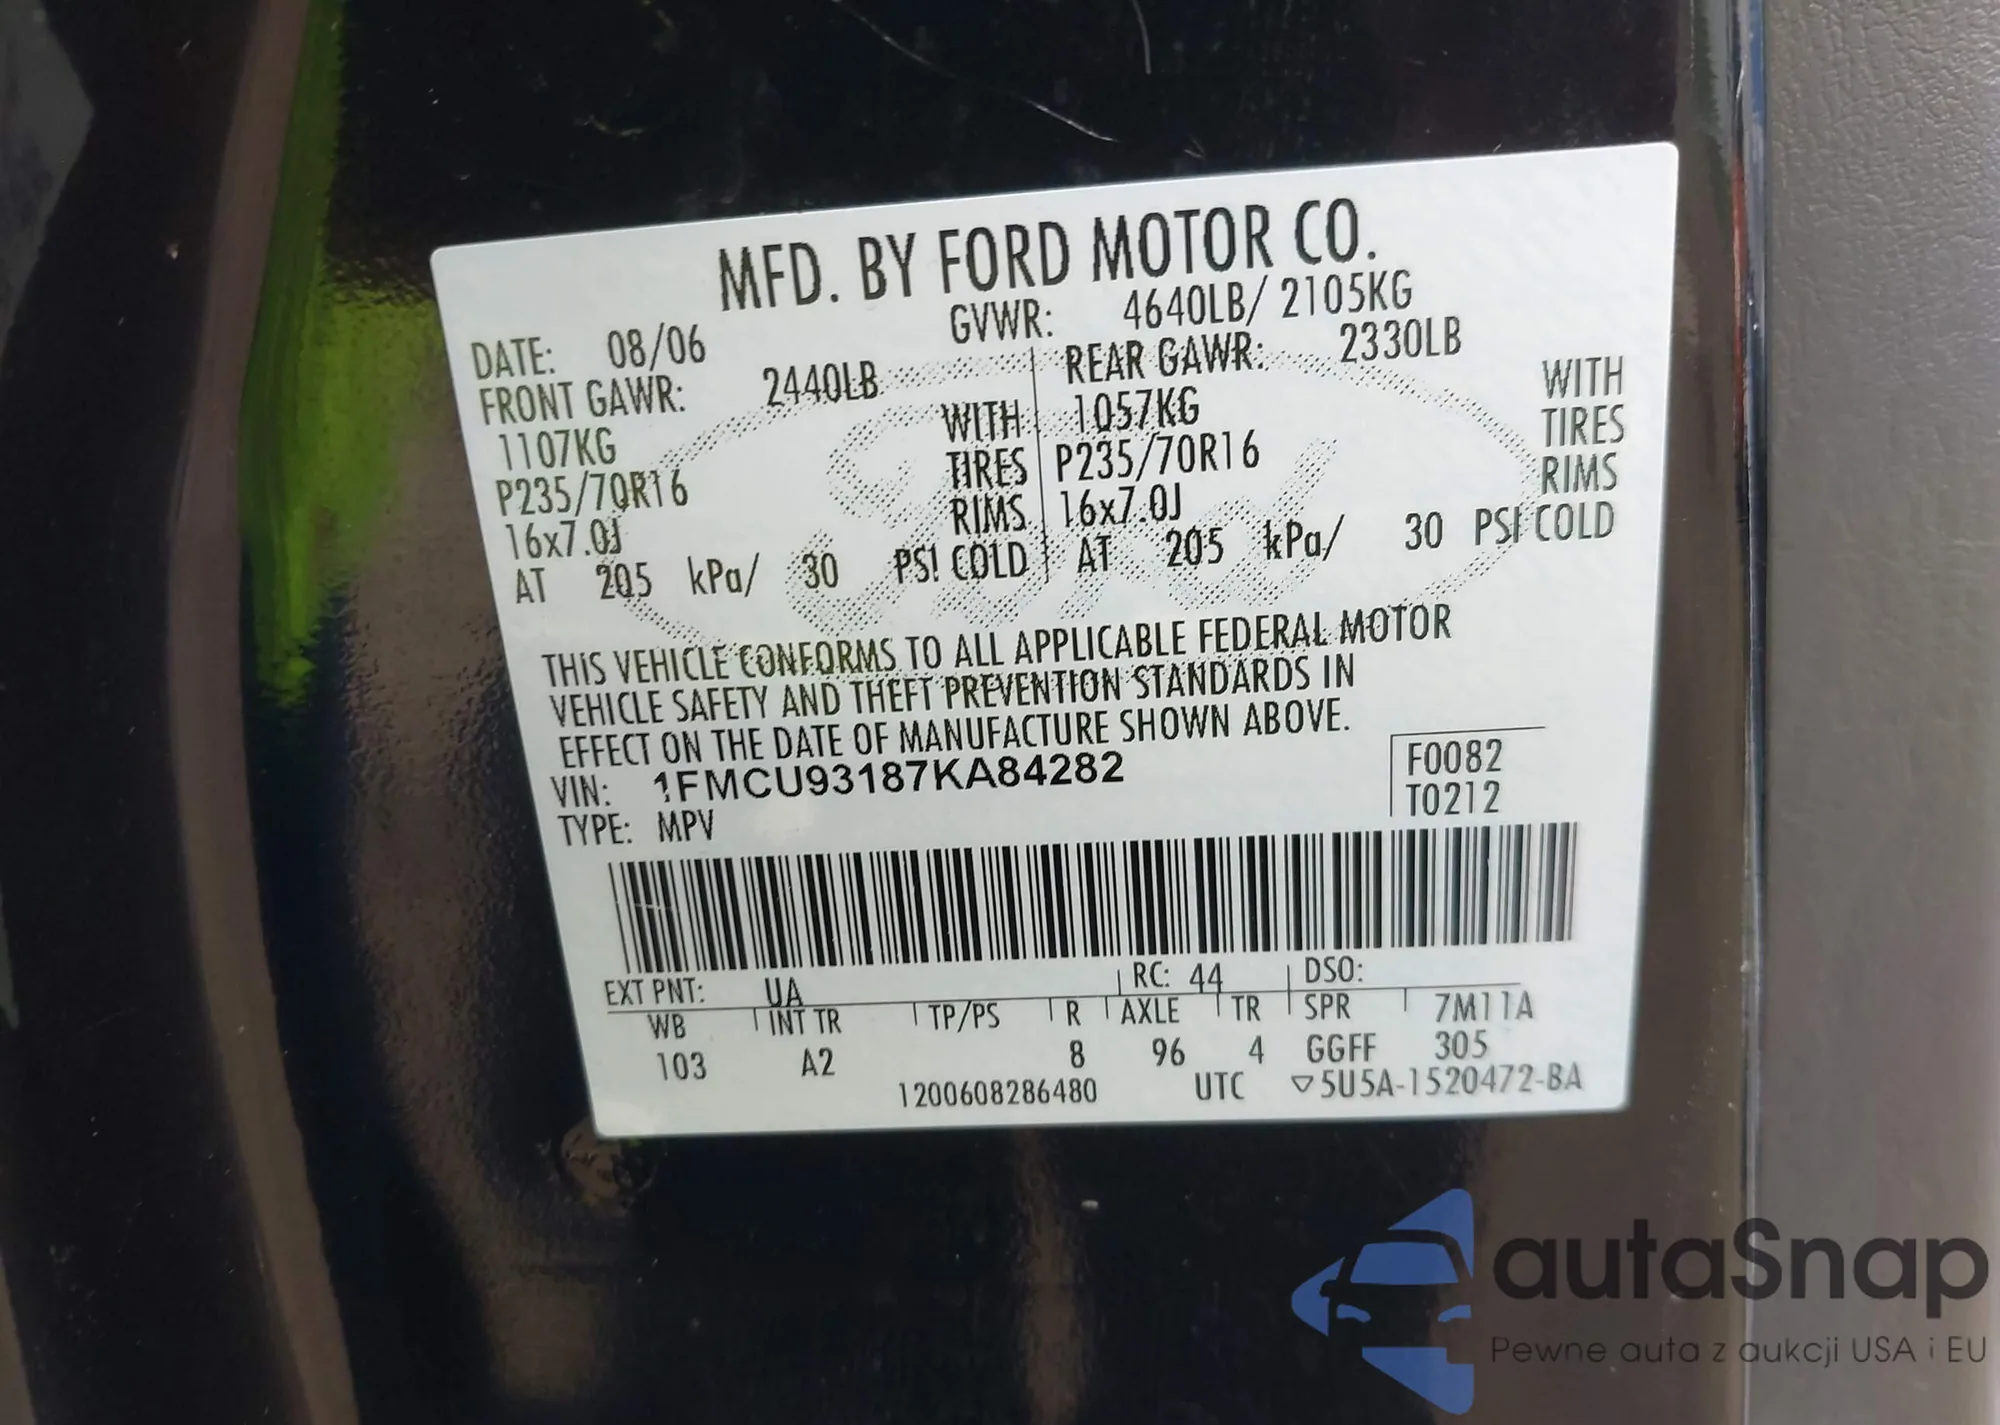 MFD. BY FORD MOTOR CO.
DATE: 08/06 GVWR: 4640LB/ 2105KG
FRONT GAWR: 2440LB REAR GAWR: 2330LB
1107KG WITH 1057KG WITH
P235/70R16 TIRES P235/70R16 TIRES
16x7.0J RIMS 16x7.0J RIMS
AT 205 kPa/ 30 PSI COLD AT 205 kPa/ 30 PSI COLD
THIS VEHICLE CONFORMS TO ALL APPLICABLE FEDERAL MOTOR
VEHICLE SAFETY AND THEFT PREVENTION STANDARDS IN
EFFECT ON THE DATE OF MANUFACTURE SHOWN ABOVE.
VIN: 1FMCU93187KA84282 F0082
TYPE: MPV T0212
EXT PNT: UA RC: 44 DSO:
WB INT TR TP/PS R AXLE TR SPR 7M11A
103 A2 8 96 4 GGFF 305
1200608286480 UTC ▽5U5A-1520472-BA
autaSnap
Pewne auta z aukcji USA i EU